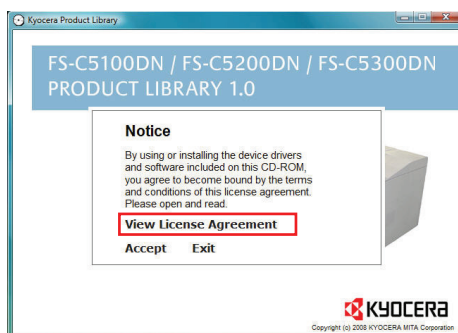 Kyocera Product Library
FS-C5100DN / FS-C5200DN / FS-C5300DN
PRODUCT LIBRARY 1.0
Notice
By using or installing the device drivers
and software included on this CD-ROM,
you agree to become bound by the terms
and conditions of this license agreement.
Please open and read.
View License Agreement
Accept Exit
KYOCERA
Copyright (c) 2008 KYOCERA MITA Corporation